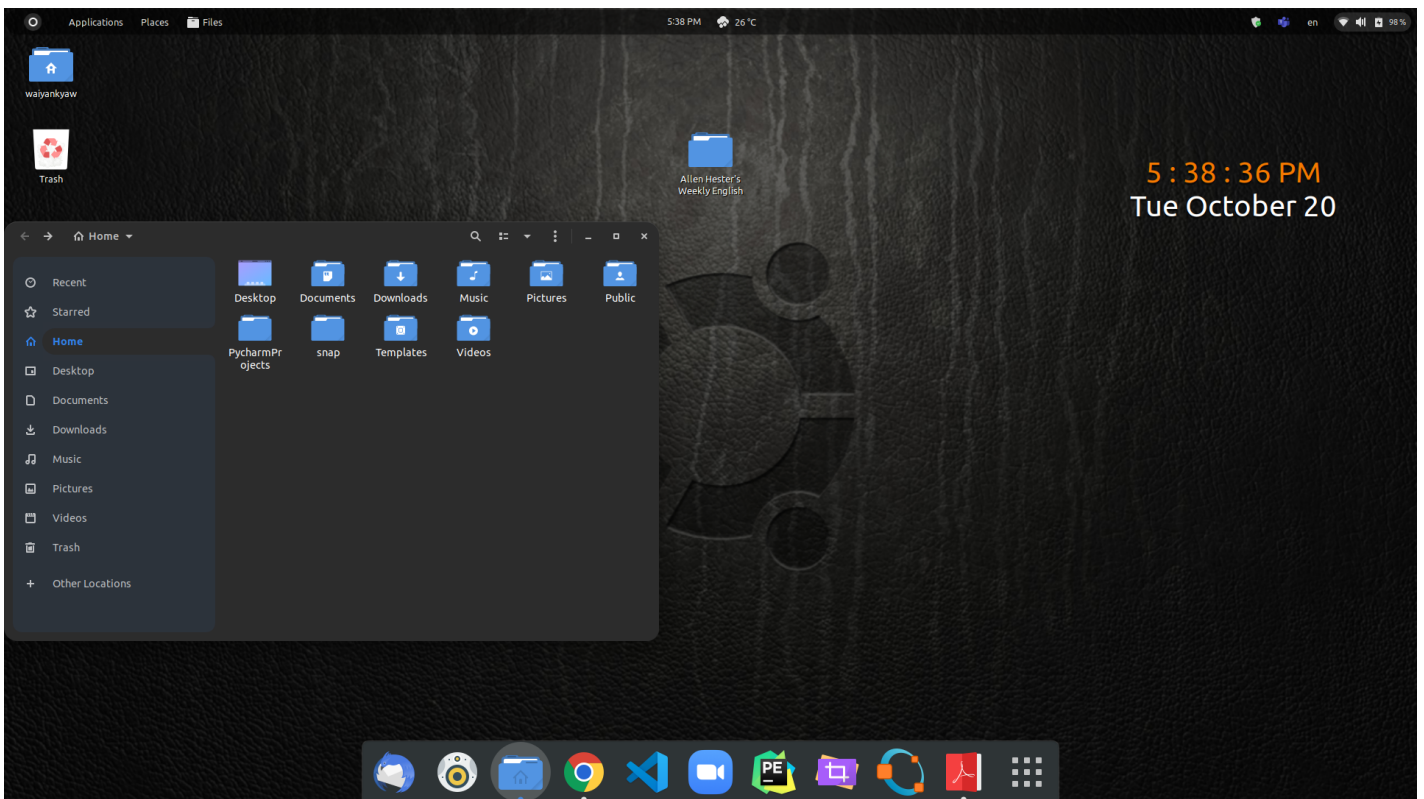 Applications Places Files 5:38 PM 26 °C en 98 %
waiyankyaw
Trash
Allen Hester's
Weekly English
5 : 38 : 36 PM
Tue October 20
Home
Recent
Starred
Home
Desktop
Documents
Downloads
Music
Pictures
Videos
Trash
Other Locations
Desktop Documents Downloads Music Pictures Public
PycharmPr
ojects
snap Templates Videos
PE